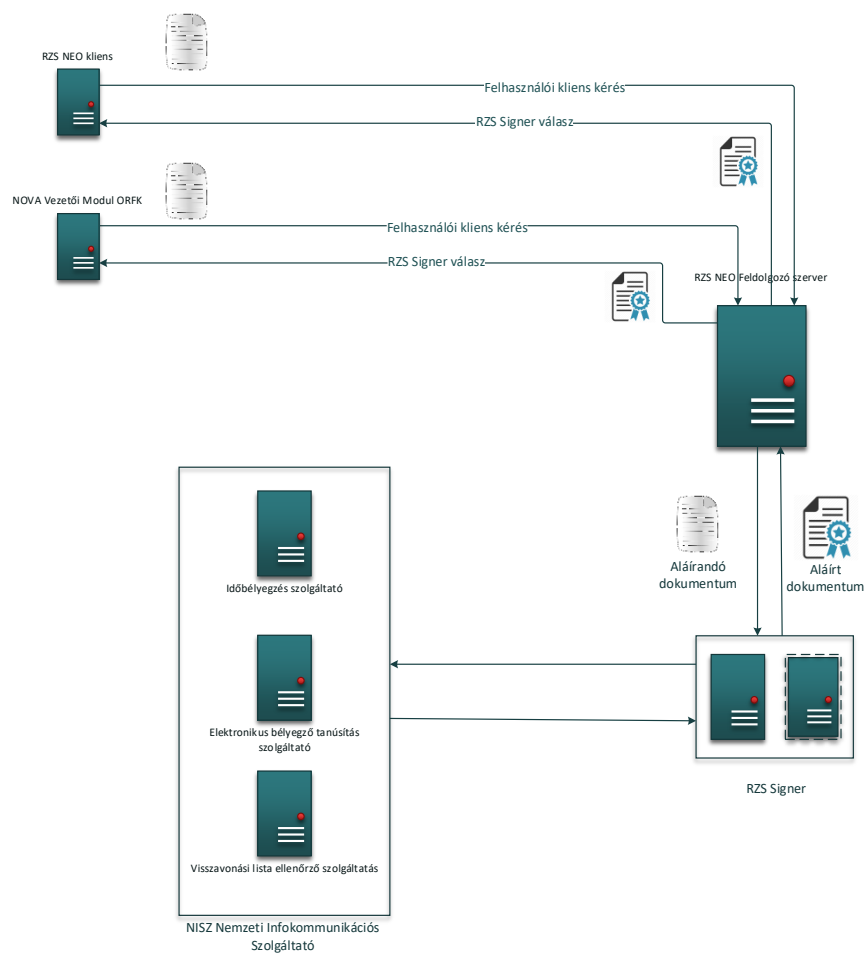 RZS NEO kliens
Felhasználói kliens kérés
RZS Signer válasz
NOVA Vezetői Modul ORFK
Felhasználói kliens kérés
RZS Signer válasz
RZS NEO Feldolgozó szerver
Aláírandó
dokumentum
Aláírt
dokumentum
Időbélyegzés szolgáltató
Elektronikus bélyegző tanúsítás
szolgáltató
Visszavonási lista ellenőrző szolgáltatás
RZS Signer
NISZ Nemzeti Infokommunikációs
Szolgáltató